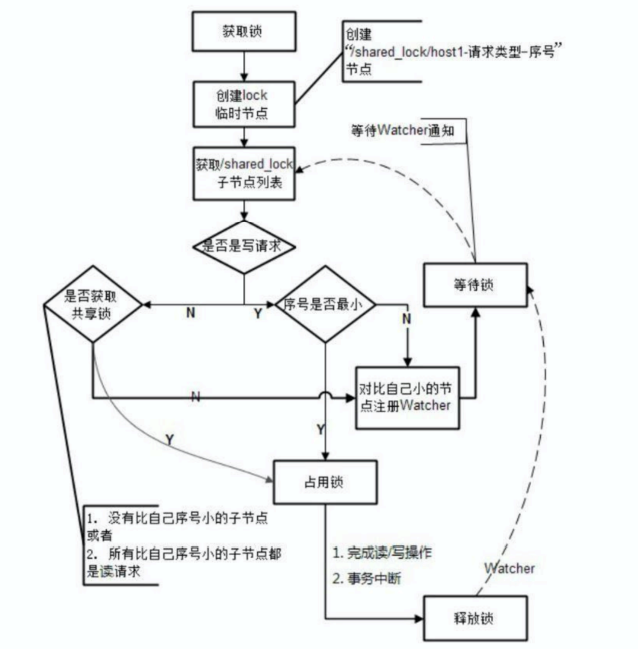 获取锁
创建
“/shared_lock/host1-请求类型-序号”
节点
创建lock
临时节点
等待Watcher通知
获取/shared_lock
子节点列表
是否是写请求
等待锁
是否获取
共享锁
N
Y
序号是否最小
N
对比自己小的节
点注册Watcher
N
Y
Y
占用锁
1. 没有比自己序号小的子节点
或者
2. 所有比自己序号小的子节点都
是读请求
1. 完成读/写操作
2. 事务中断
Watcher
释放锁